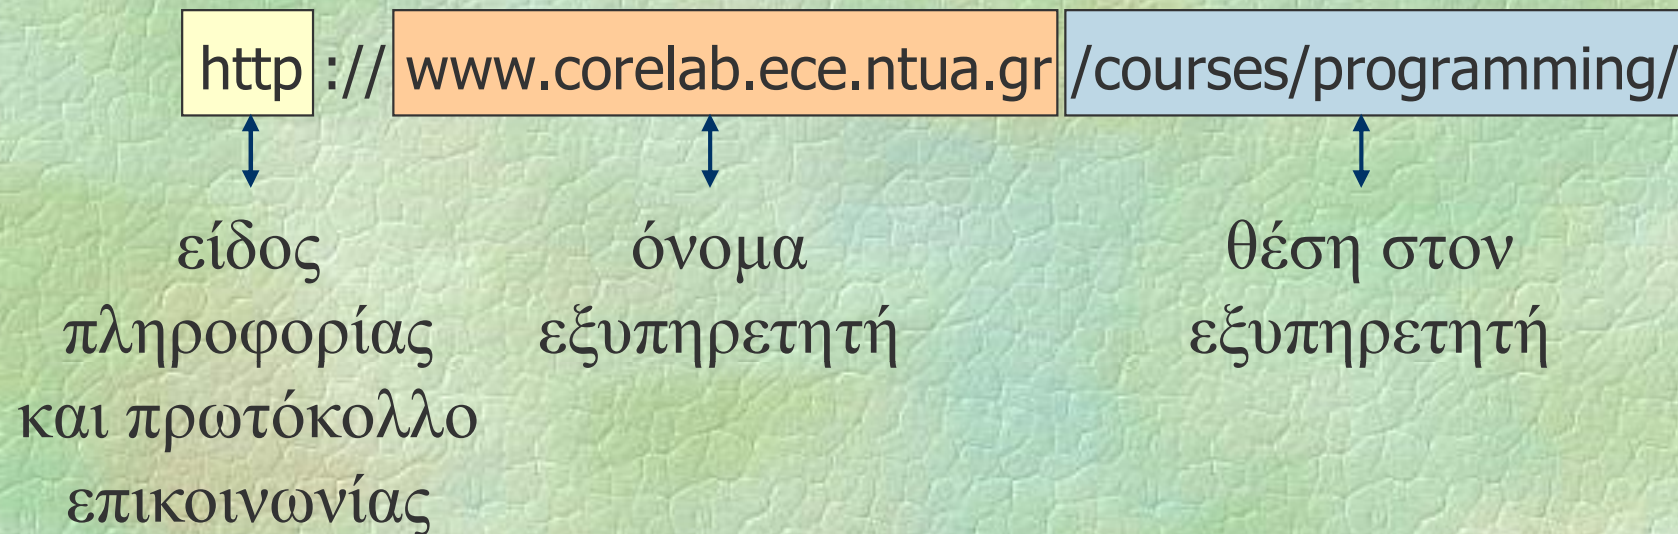 http :// www.corelab.ece.ntua.gr /courses/programming/
είδος
πληροφορίας
και πρωτόκολλο
επικοινωνίας
όνομα
εξυπηρετητή
θέση στον
εξυπηρετητή